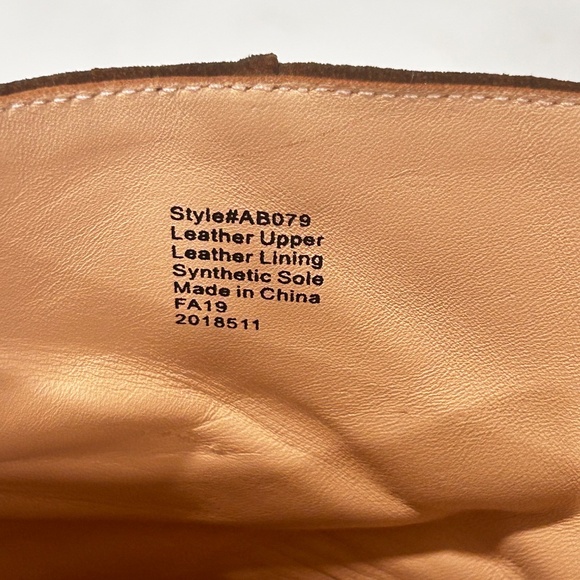 Style#AB079
Leather Upper
Leather Lining
Synthetic Sole
Made in China
FA19
2018511